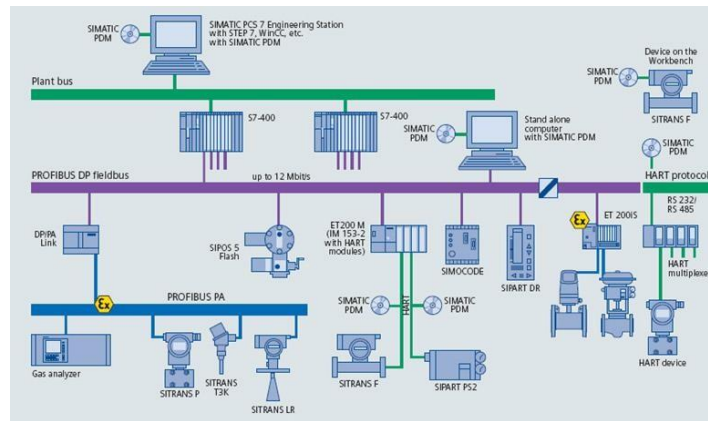 SIMATIC
PDM
SIMATIC PCS 7 Engineering Station
with STEP 7, WinCC, etc.
with SIMATIC PDM
Device on the
Workbench
SIMATIC
PDM
SITRANS F
Plant bus
S7-400
S7-400
SIMATIC
PDM
Stand alone
computer
with SIMATIC PDM
SIMATIC
PDM
PROFIBUS DP fieldbus
up to 12 Mbit/s
HART protocol
RS 232/
RS 485
DP/PA
Link
SIPOS 5
Flash
ET200 M
(IM 153-2
with HART
modules)
SIMOCODE
SIPART DR
Ex
ET 200iS
HART
multiplexe
Ex
PROFIBUS PA
SIMATIC
PDM
HART
SIMATIC
PDM
Gas analyzer
SITRANS P
SITRANS
T3K
SITRANS LR
SITRANS F
SIPART PS2
HART device